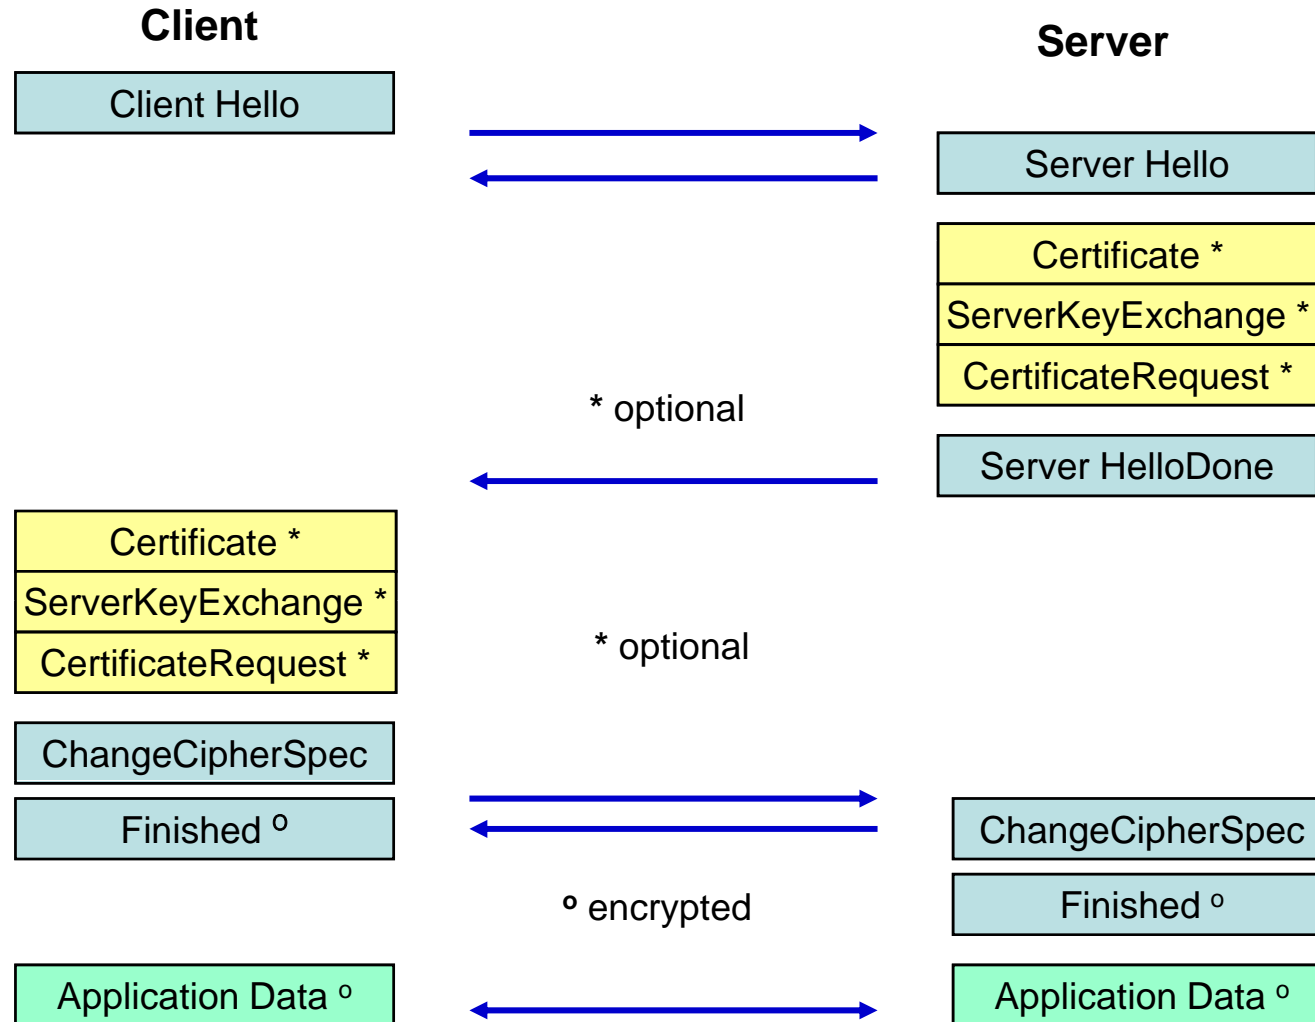 Client
Server
Client Hello
Server Hello
Certificate *
ServerKeyExchange *
CertificateRequest *
* optional
Server HelloDone
Certificate *
ServerKeyExchange *
CertificateRequest *
* optional
ChangeCipherSpec
Finished o
ChangeCipherSpec
o encrypted
Finished o
Application Data o
Application Data o